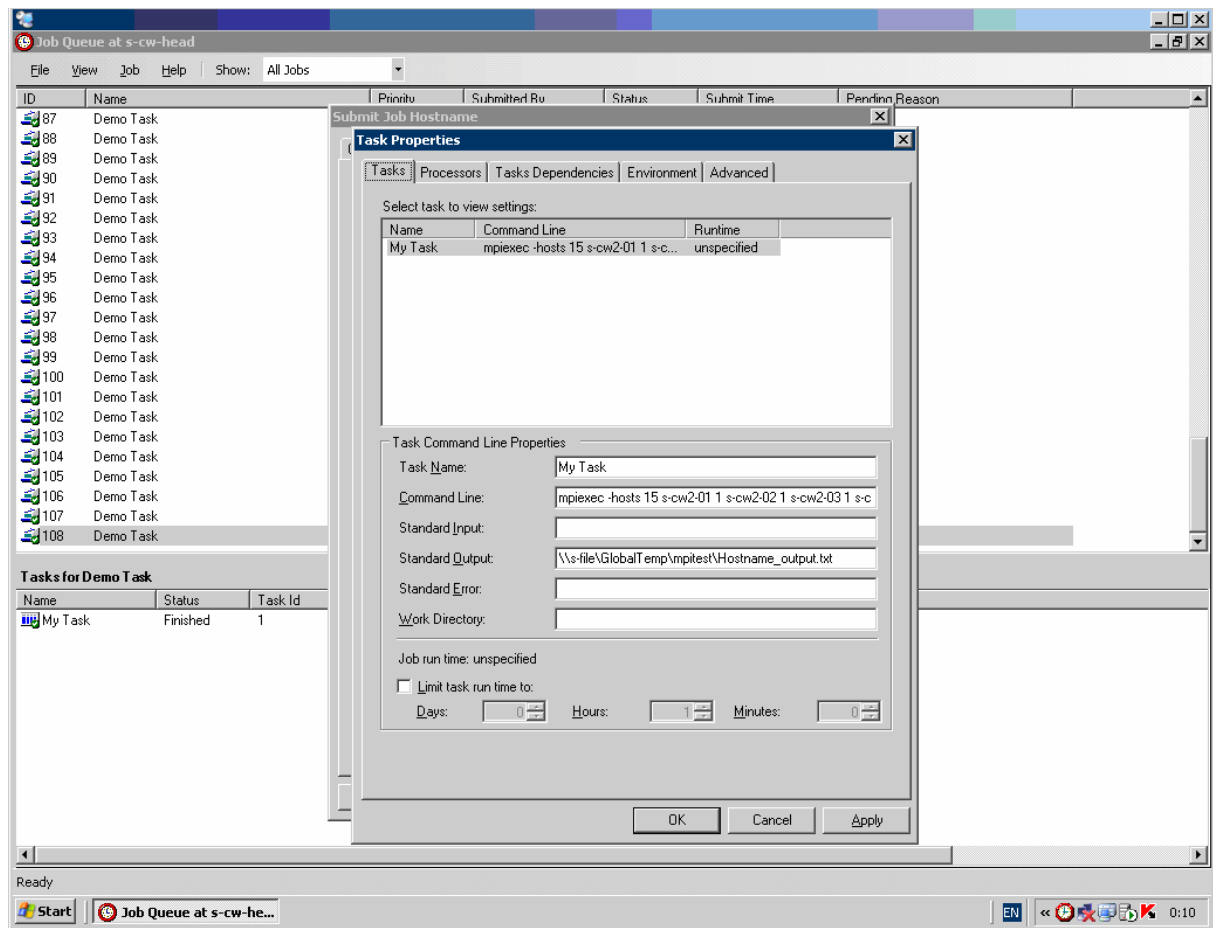 Job Queue at s-cw-head
File View Job Help Show: All Jobs
ID Name Priority Submitted By Status Submit Time Pending Reason
87 Demo Task
88 Demo Task
89 Demo Task
90 Demo Task
91 Demo Task
92 Demo Task
93 Demo Task
94 Demo Task
95 Demo Task
96 Demo Task
97 Demo Task
98 Demo Task
99 Demo Task
100 Demo Task
101 Demo Task
102 Demo Task
103 Demo Task
104 Demo Task
105 Demo Task
106 Demo Task
107 Demo Task
108 Demo Task
Tasks for Demo Task
Name Status Task Id
My Task Finished 1
Submit Job Hostname
Task Properties
Tasks Processors Tasks Dependencies Environment Advanced
Select task to view settings:
Name Command Line Runtime
My Task mpiexec -hosts 15 s-cw2-01 1 s-c... unspecified
Task Command Line Properties
Task Name: My Task
Command Line: mpiexec -hosts 15 s-cw2-01 1 s-cw2-02 1 s-cw2-03 1 s-c
Standard Input:
Standard Output: \\s-file\GlobalTemp\mpitest\Hostname_output.txt
Standard Error:
Work Directory:
Job run time: unspecified
Limit task run time to:
Days: 0 Hours: 1 Minutes: 0
OK Cancel Apply
Ready
Start Job Queue at s-cw-he... EN « 0:10